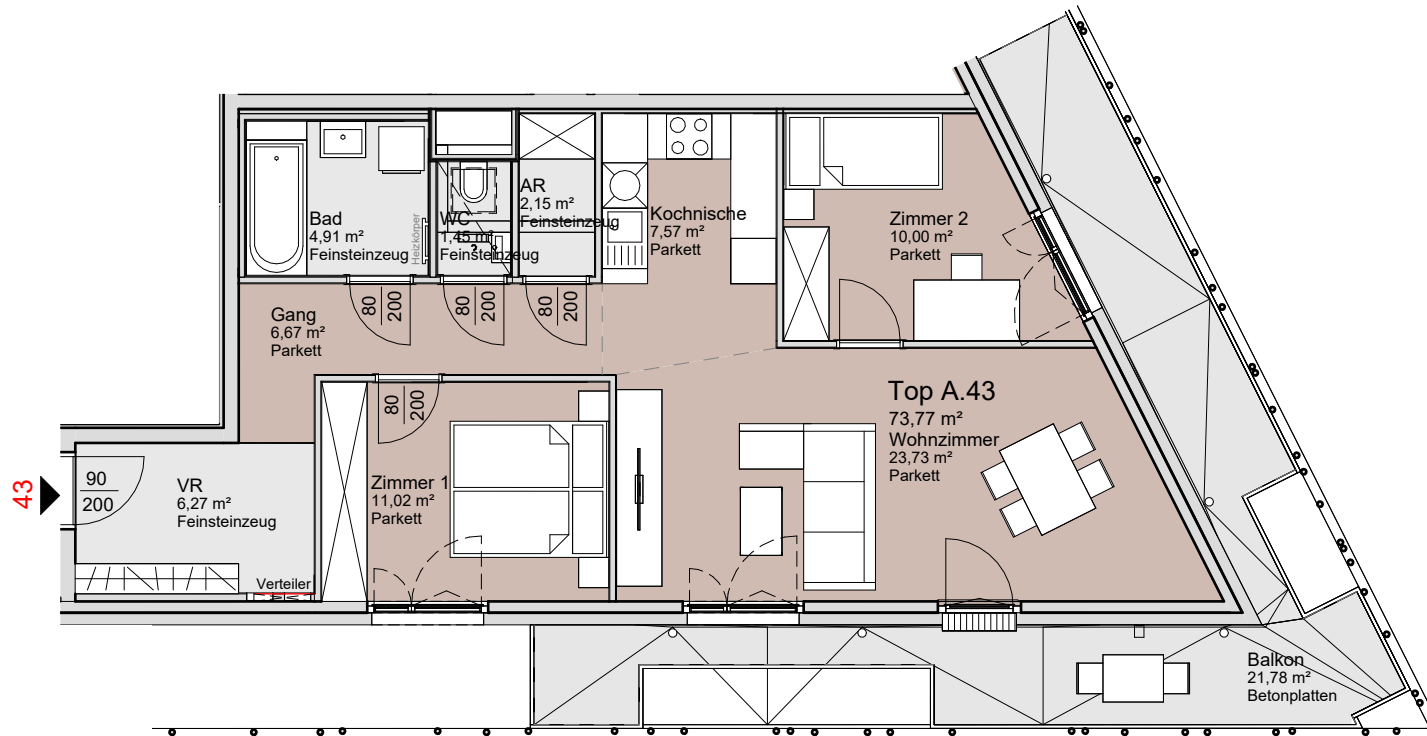 Bad
4,91 m²
Feinsteinzeug
Heizkörper
WC
1,45 m²
Feinsteinzeug
?
AR
2,15 m²
Feinsteinzeug
Kochnische
7,57 m²
Parkett
Zimmer 2
10,00 m²
Parkett
80
200
80
200
80
200
Gang
6,67 m²
Parkett
80
200
Top A.43
73,77 m²
Wohnzimmer
23,73 m²
Parkett
43
90
200
VR
6,27 m²
Feinsteinzeug
Zimmer 1
11,02 m²
Parkett
Verteiler
Balkon
21,78 m²
Betonplatten